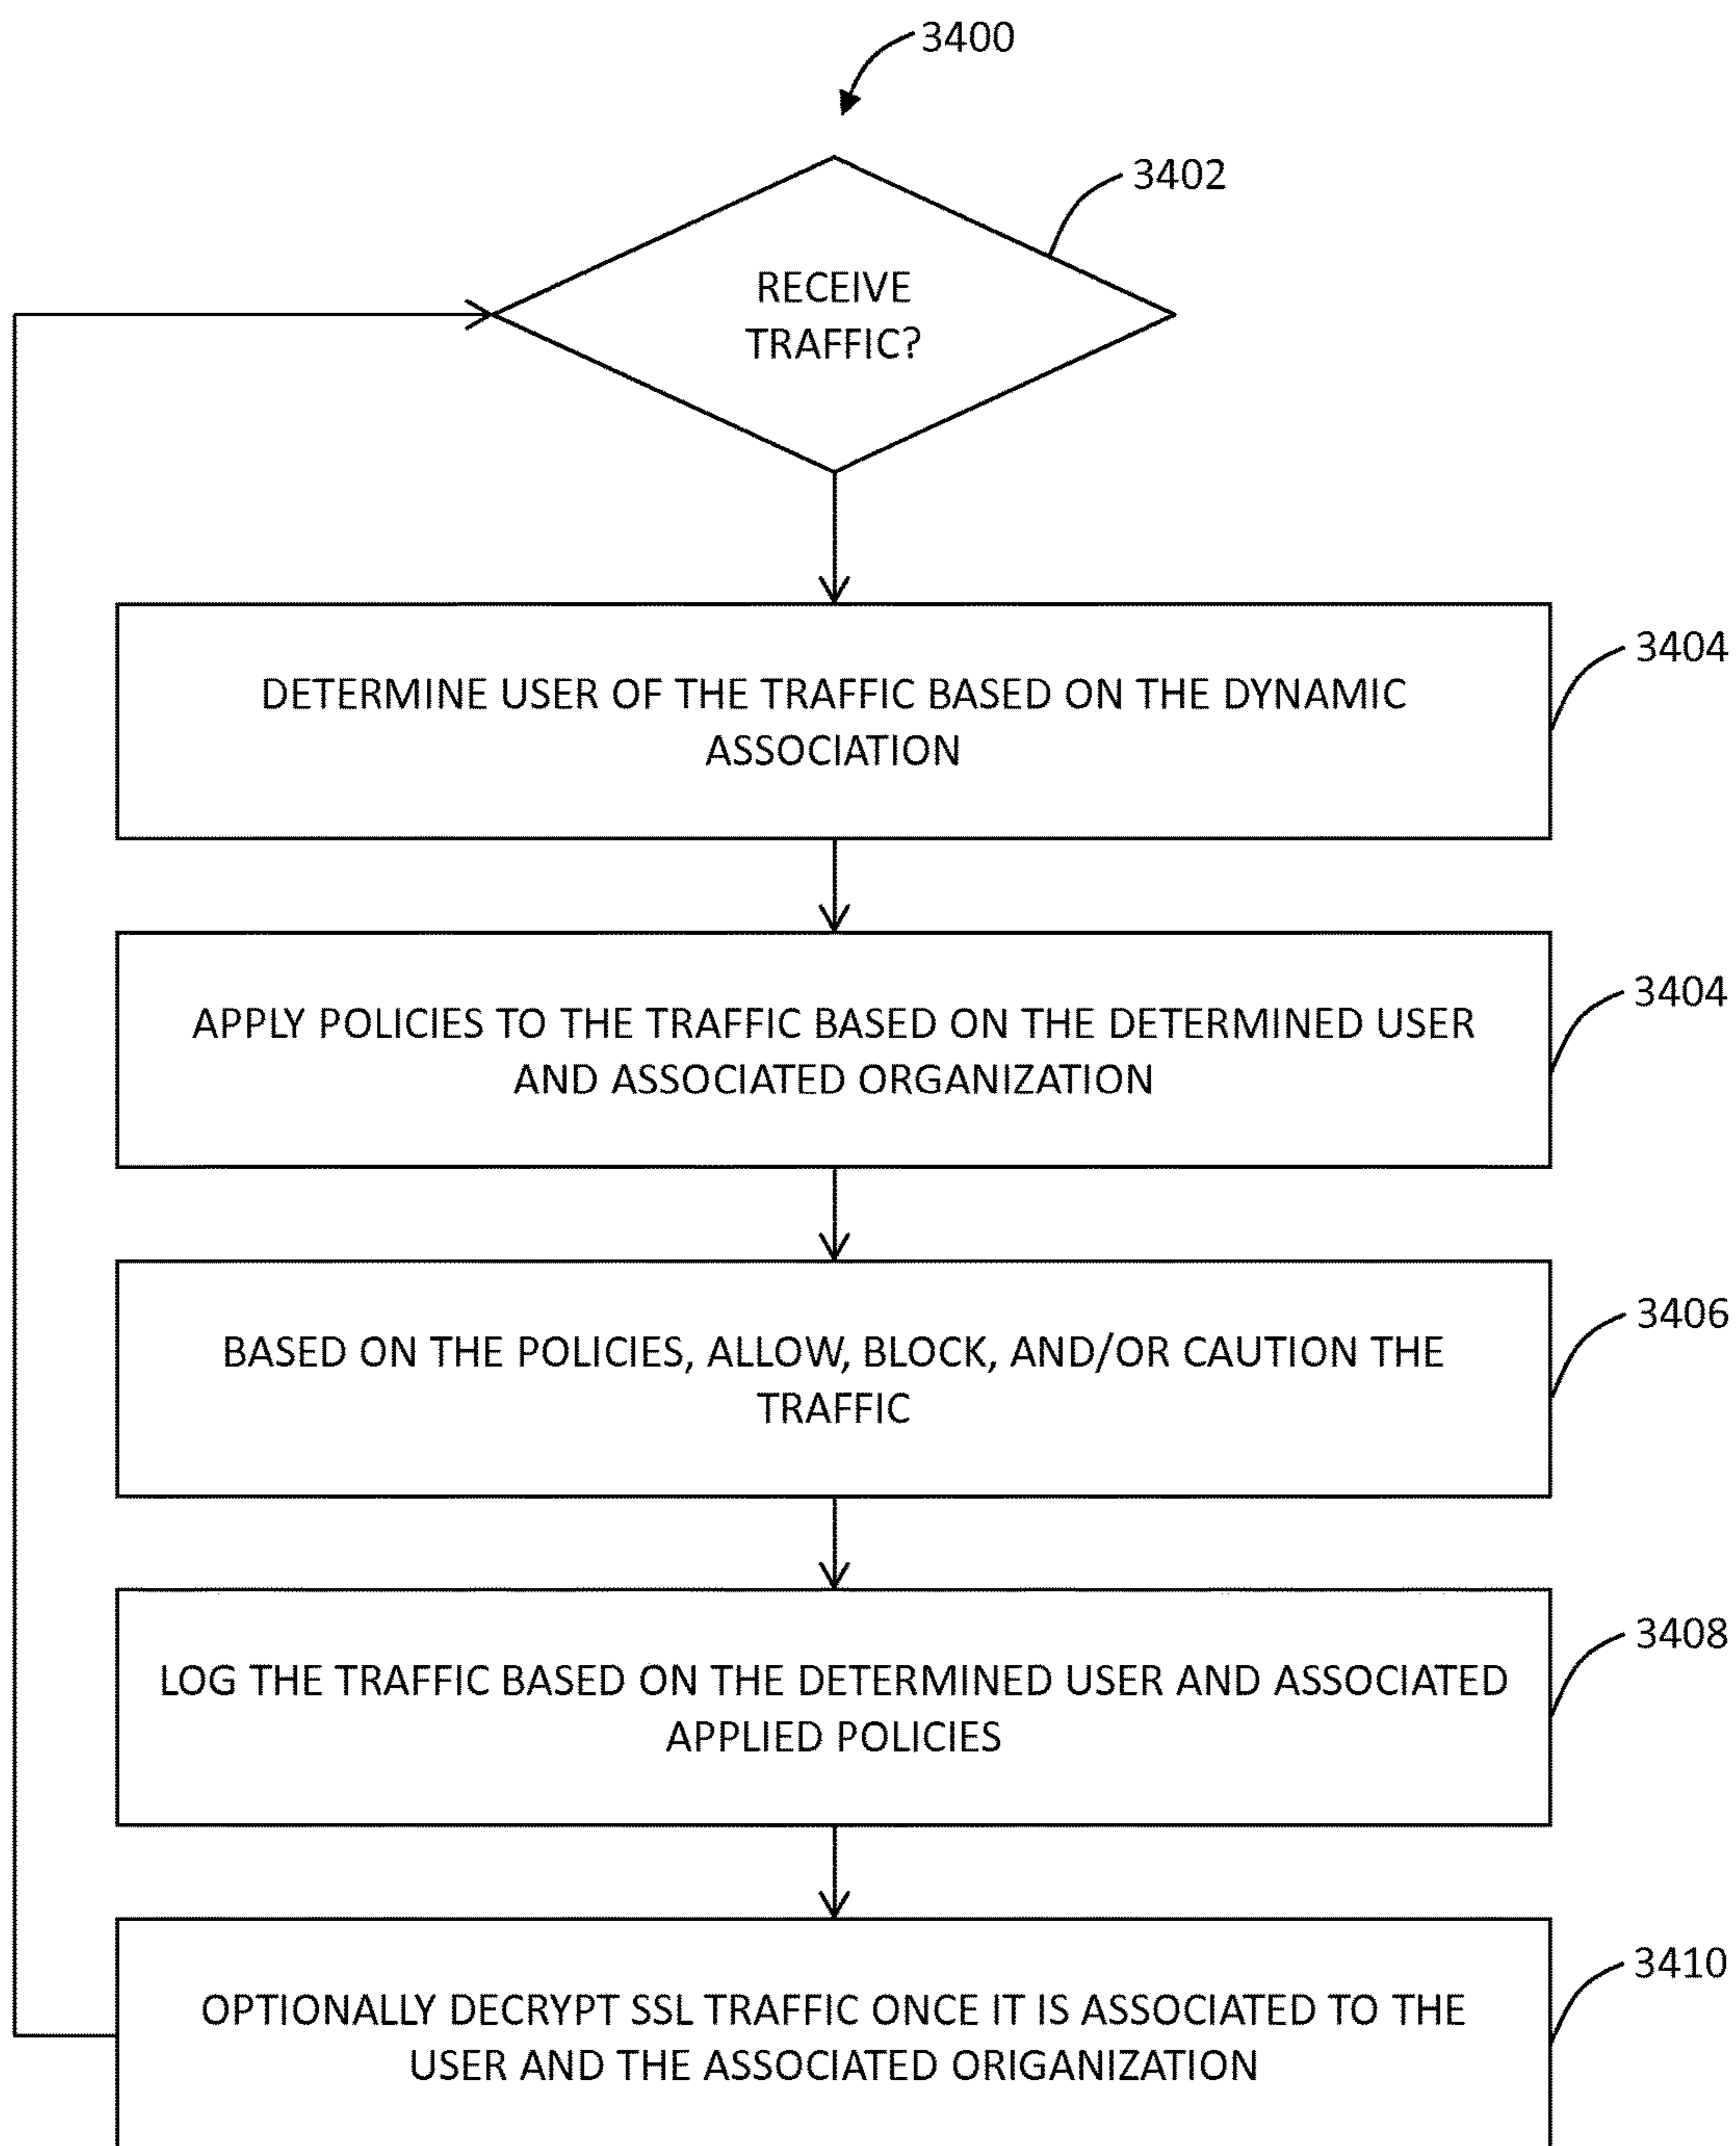 3400
3402
RECEIVE
TRAFFIC?
3404
DETERMINE USER OF THE TRAFFIC BASED ON THE DYNAMIC
ASSOCIATION
3404
APPLY POLICIES TO THE TRAFFIC BASED ON THE DETERMINED USER
AND ASSOCIATED ORGANIZATION
3406
BASED ON THE POLICIES, ALLOW, BLOCK, AND/OR CAUTION THE
TRAFFIC
3408
LOG THE TRAFFIC BASED ON THE DETERMINED USER AND ASSOCIATED
APPLIED POLICIES
3410
OPTIONALLY DECRYPT SSL TRAFFIC ONCE IT IS ASSOCIATED TO THE
USER AND THE ASSOCIATED ORIGANIZATION